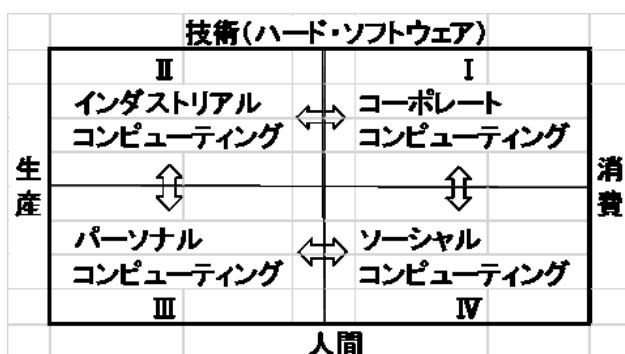 技術(ハード・ソフトウェア)
Ⅱ
インダストリアル
コンピューティング
Ⅰ
コーポレート
コンピューティング
生産
消費
パーソナル
コンピューティング
Ⅲ
ソーシャル
コンピューティング
Ⅳ
人間